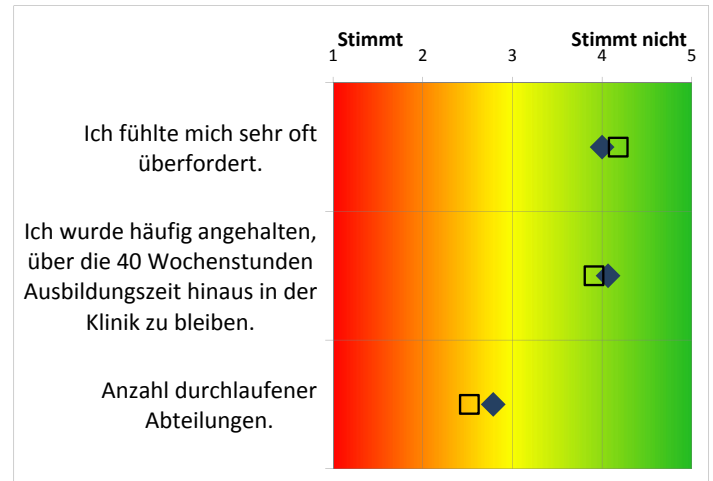 Stimmt Stimmt nicht
1 2 3 4 5
Ich fühlte mich sehr oft
überfordert.
Ich wurde häufig angehalten,
über die 40 Wochenstunden
Ausbildungszeit hinaus in der
Klinik zu bleiben.
Anzahl durchlaufener
Abteilungen.